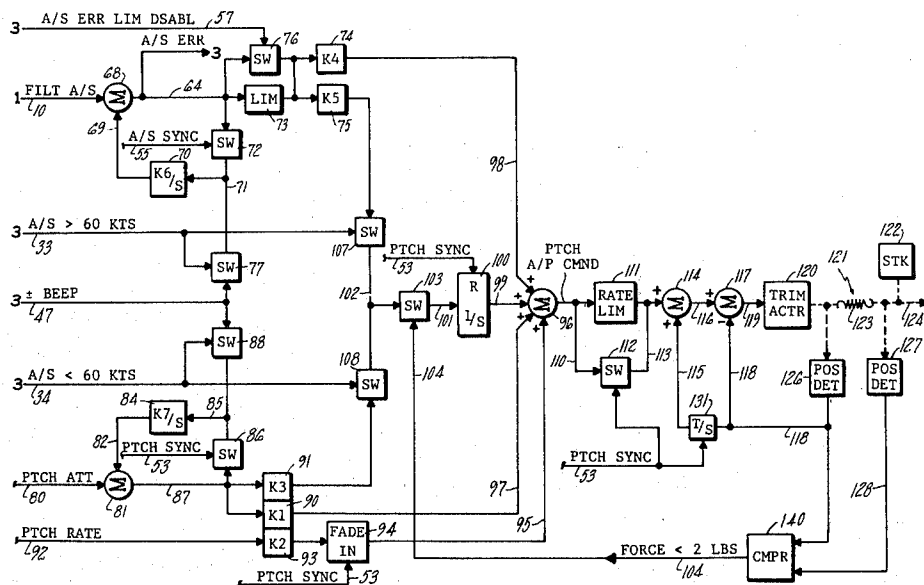 3 A/S ERR LIM DSABL 57
A/S ERR 3
76
SW
74
K4
68
M
1 FILT A/S
10
64
LIM
73
K5
75
69
A/S SYNC
55
SW
72
70
K6/S
71
98
3 A/S > 60 KTS
33
SW
107
SW
77
PTCH SYNC
53
102
103
SW
101
100
R
1/S
99
PTCH
A/P CMND
+
+
+
+
M
96
111
RATE
LIM
110
112
SW
113
114
+
+
M
116
117
+
-
M
119
120
TRIM
ACTR
121
123
122
STK
124
3 ± BEEP
47
88
SW
108
SW
104
3 A/S < 60 KTS
34
84
K7/S
85
82
86
SW
PTCH SYNC
53
PTCH ATT
80
M
81
87
91
K3
90
K1
97
95
PTCH RATE
92
K2
93
94
FADE
IN
PTCH SYNC
53
115
131
T/S
118
118
PTCH SYNC
53
POS
DET
126
127
POS
DET
128
140
CMPR
FORCE < 2 LBS
104